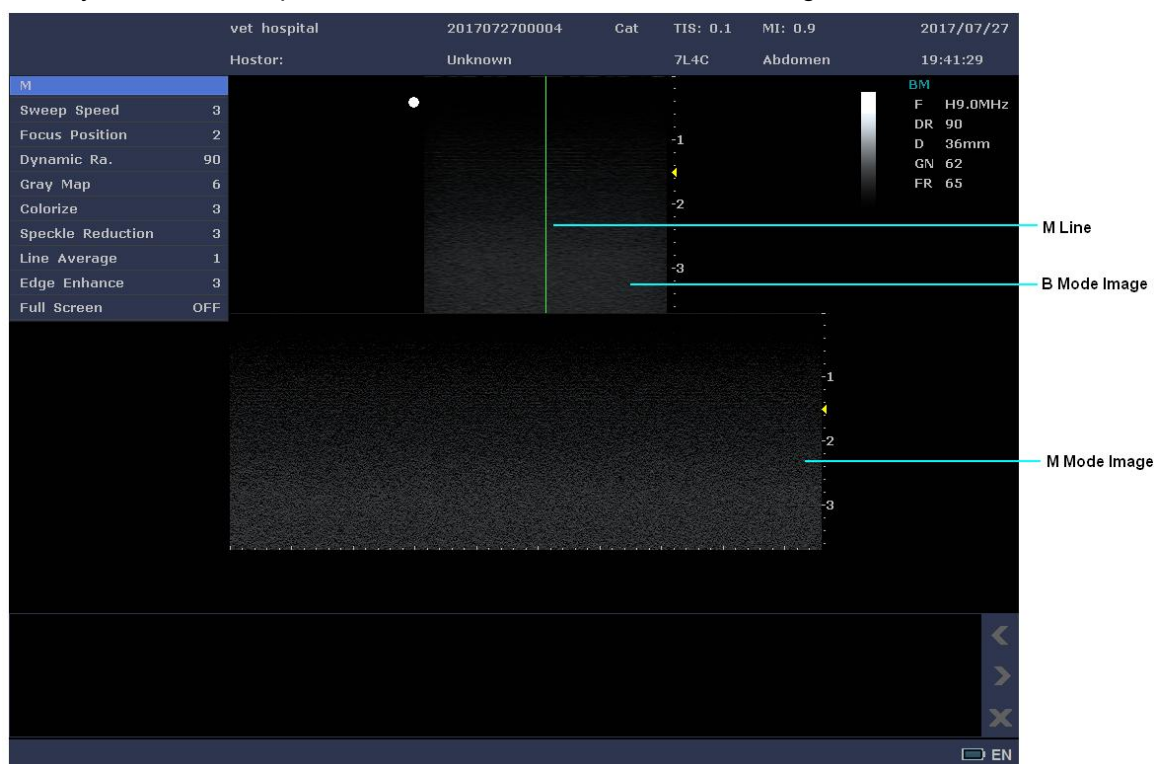 vet hospital 2017072700004 Cat TIS: 0.1 MI: 0.9 2017/07/27
Hostor: Unknown 7L4C Abdomen 19:41:29
M
Sweep Speed 3
Focus Position 2
Dynamic Ra. 90
Gray Map 6
Colorize 3
Speckle Reduction 3
Line Average 1
Edge Enhance 3
Full Screen OFF
-1
-2
-3
BM
F H9.0MHz
DR 90
D 36mm
GN 62
FR 65
M Line
B Mode Image
-1
-2
-3
M Mode Image
EN